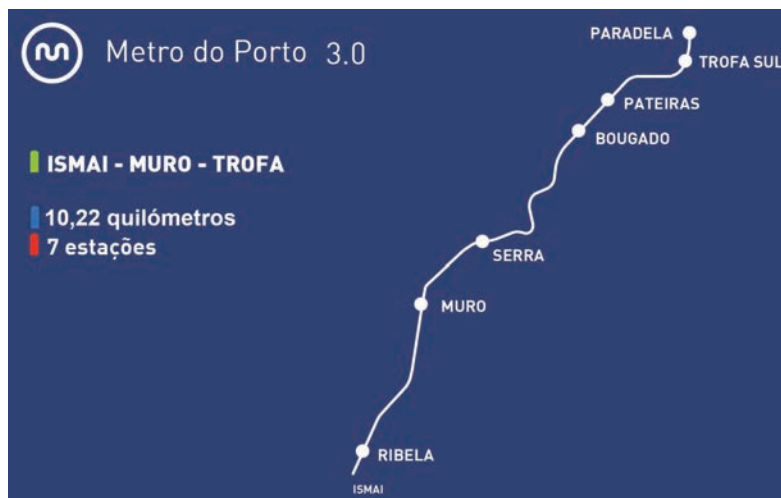 Metro do Porto 3.0
ISMAI - MURO - TROFA
10,22 quilómetros
7 estações
PARADELA
TROFA SUL
PATEIRAS
BOUGADO
SERRA
MURO
RIBELA
ISMAI